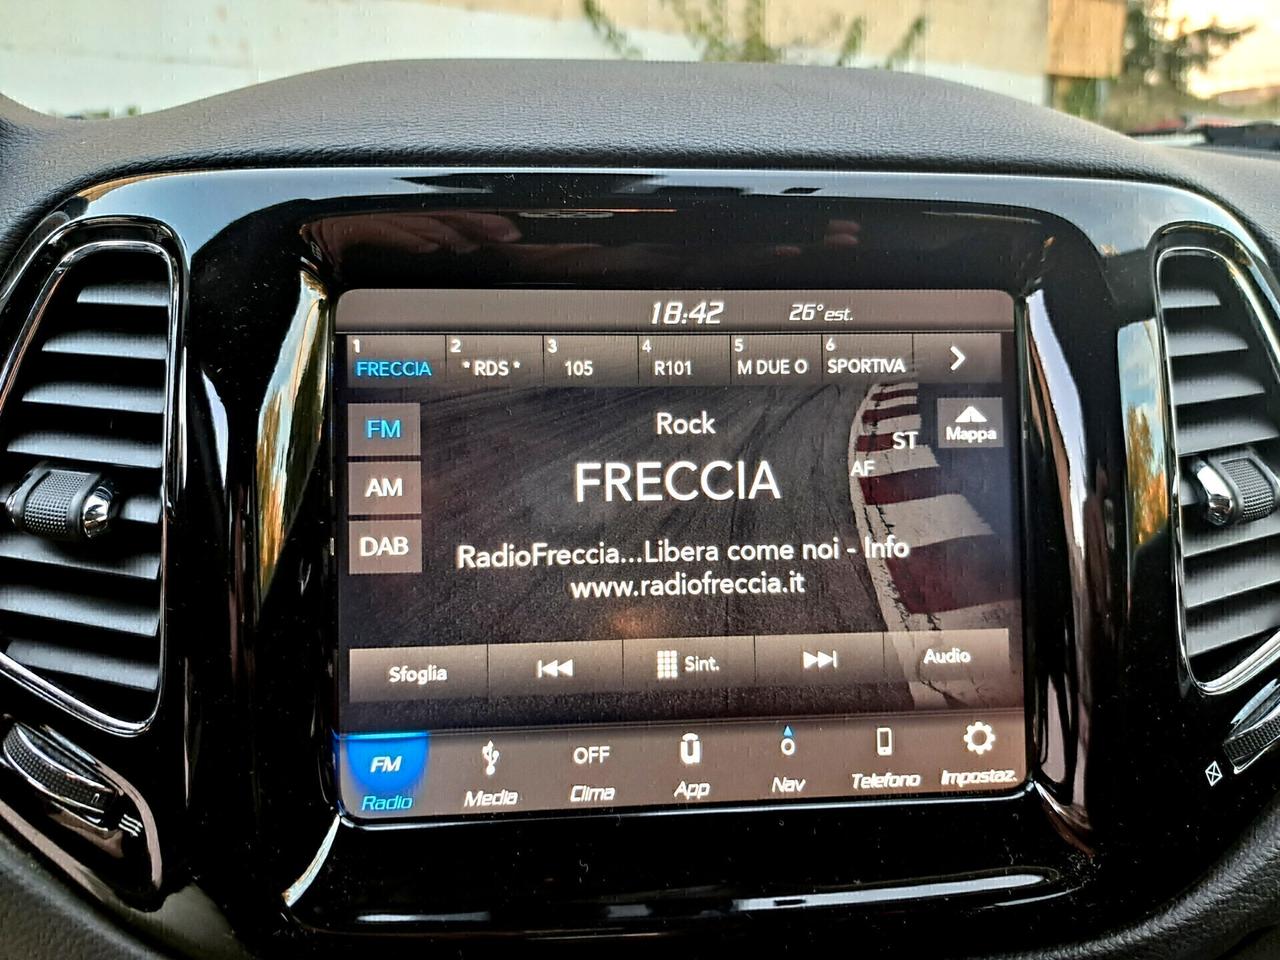 18:42 26° est.
1 2 3 4 5 6
FRECCIA * RDS * 105 R101 M DUE O SPORTIVA
FM
AM
DAB
Rock
FRECCIA
ST
AF
Mappa
RadioFreccia...Libera come noi - Info
www.radiofreccia.it
Sfoglia Sint. Audio
FM OFF
Radio Media Clima App Nav Telefono Impostaz.